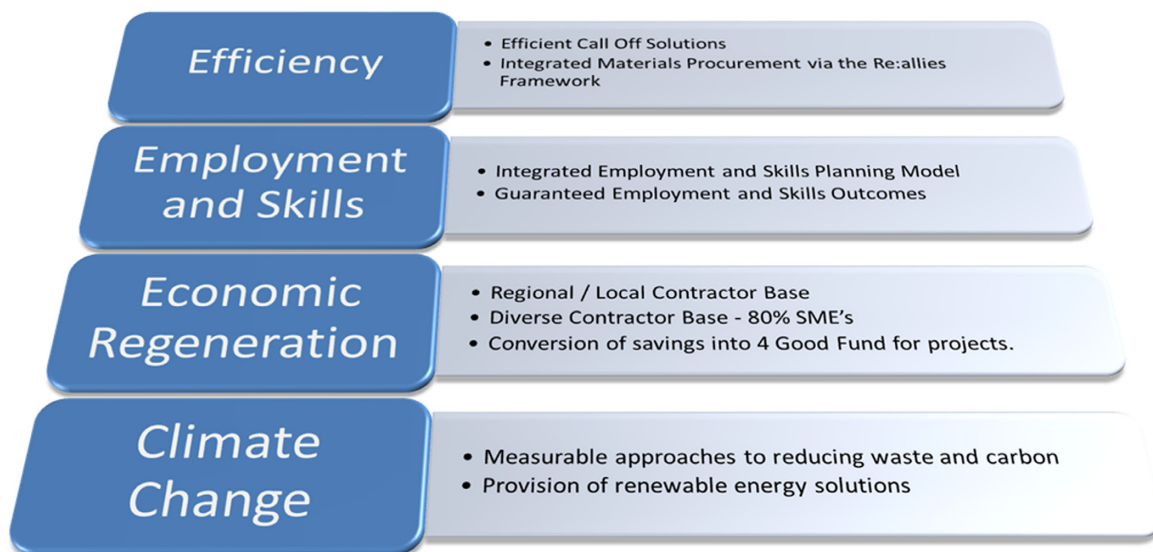 Efficiency
• Efficient Call Off Solutions
• Integrated Materials Procurement via the Re:allies
Framework
Employment
and Skills
• Integrated Employment and Skills Planning Model
• Guaranteed Employment and Skills Outcomes
Economic
Regeneration
• Regional / Local Contractor Base
• Diverse Contractor Base - 80% SME's
• Conversion of savings into 4 Good Fund for projects.
Climate
Change
• Measurable approaches to reducing waste and carbon
• Provision of renewable energy solutions